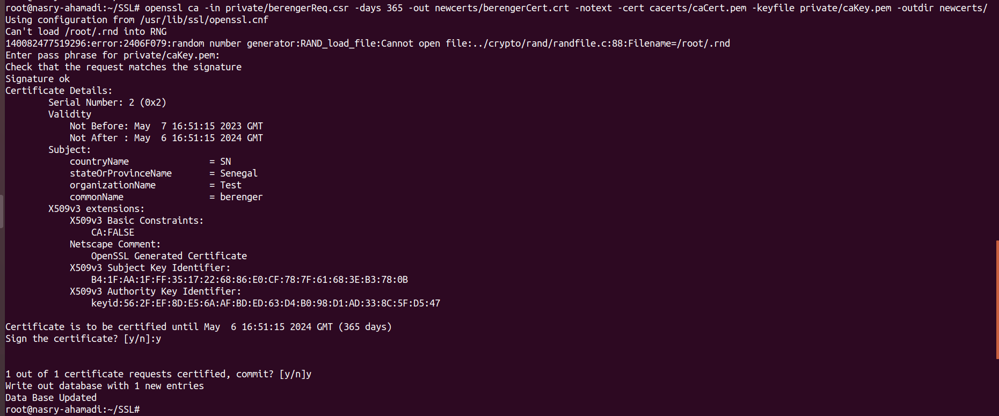 root@nasry-ahamadi:~/SSL# openssl ca -in private/berengerReq.csr -days 365 -out newcerts/berengerCert.crt -notext -cert cacerts/caCert.pem -keyfile private/caKey.pem -outdir newcerts/
Using configuration from /usr/lib/ssl/openssl.cnf
Can't load /root/.rnd into RNG
140082477519296:error:2406F079:random number generator:RAND_load_file:Cannot open file:../crypto/rand/randfile.c:88:Filename=/root/.rnd
Enter pass phrase for private/caKey.pem:
Check that the request matches the signature
Signature ok
Certificate Details:
        Serial Number: 2 (0x2)
        Validity
            Not Before: May  7 16:51:15 2023 GMT
            Not After : May  6 16:51:15 2024 GMT
        Subject:
            countryName               = SN
            stateOrProvinceName       = Senegal
            organizationName          = Test
            commonName                = berenger
        X509v3 extensions:
            X509v3 Basic Constraints:
                CA:FALSE
            Netscape Comment:
                OpenSSL Generated Certificate
            X509v3 Subject Key Identifier:
                B4:1F:AA:1F:FF:35:17:22:68:86:E0:CF:78:7F:61:68:3E:B3:78:0B
            X509v3 Authority Key Identifier:
                keyid:56:2F:EF:8D:E5:6A:AF:BD:ED:63:D4:B0:98:D1:AD:33:8C:5F:D5:47
Certificate is to be certified until May  6 16:51:15 2024 GMT (365 days)
Sign the certificate? [y/n]:y
1 out of 1 certificate requests certified, commit? [y/n]y
Write out database with 1 new entries
Data Base Updated
root@nasry-ahamadi:~/SSL#